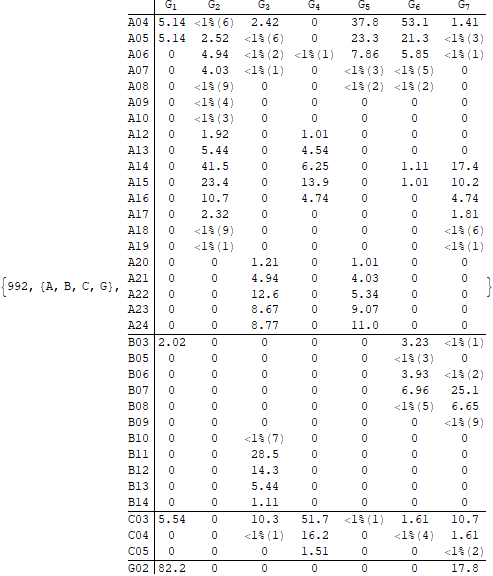 G1 G2 G3 G4 G5 G6 G7
A04 5.14 <1%(6) 2.42 0 37.8 53.1 1.41
A05 5.14 2.52 <1%(6) 0 23.3 21.3 <1%(3)
A06 0 4.94 <1%(2) <1%(1) 7.86 5.85 <1%(1)
A07 0 4.03 <1%(1) 0 <1%(3) <1%(5) 0
A08 0 <1%(9) 0 0 <1%(2) <1%(2) 0
A09 0 <1%(4) 0 0 0 0 0
A10 0 <1%(3) 0 0 0 0 0
A12 0 1.92 0 1.01 0 0 0
A13 0 5.44 0 4.54 0 0 0
A14 0 41.5 0 6.25 0 1.11 17.4
A15 0 23.4 0 13.9 0 1.01 10.2
A16 0 10.7 0 4.74 0 0 4.74
A17 0 2.32 0 0 0 0 1.81
A18 0 <1%(9) 0 0 0 0 <1%(6)
A19 0 <1%(1) 0 0 0 0 <1%(1)
A20 0 0 1.21 0 1.01 0 0
{992, {A, B, C, G}, A21 0 0 4.94 0 4.03 0 0 }
A22 0 0 12.6 0 5.34 0 0
A23 0 0 8.67 0 9.07 0 0
A24 0 0 8.77 0 11.0 0 0
B03 2.02 0 0 0 0 3.23 <1%(1)
B05 0 0 0 0 0 <1%(3) 0
B06 0 0 0 0 0 3.93 <1%(2)
B07 0 0 0 0 0 6.96 25.1
B08 0 0 0 0 0 <1%(5) 6.65
B09 0 0 0 0 0 0 <1%(9)
B10 0 0 <1%(7) 0 0 0 0
B11 0 0 28.5 0 0 0 0
B12 0 0 14.3 0 0 0 0
B13 0 0 5.44 0 0 0 0
B14 0 0 1.11 0 0 0 0
C03 5.54 0 10.3 51.7 <1%(1) 1.61 10.7
C04 0 0 <1%(1) 16.2 0 <1%(4) 1.61
C05 0 0 0 1.51 0 0 <1%(2)
G02 82.2 0 0 0 0 0 17.8